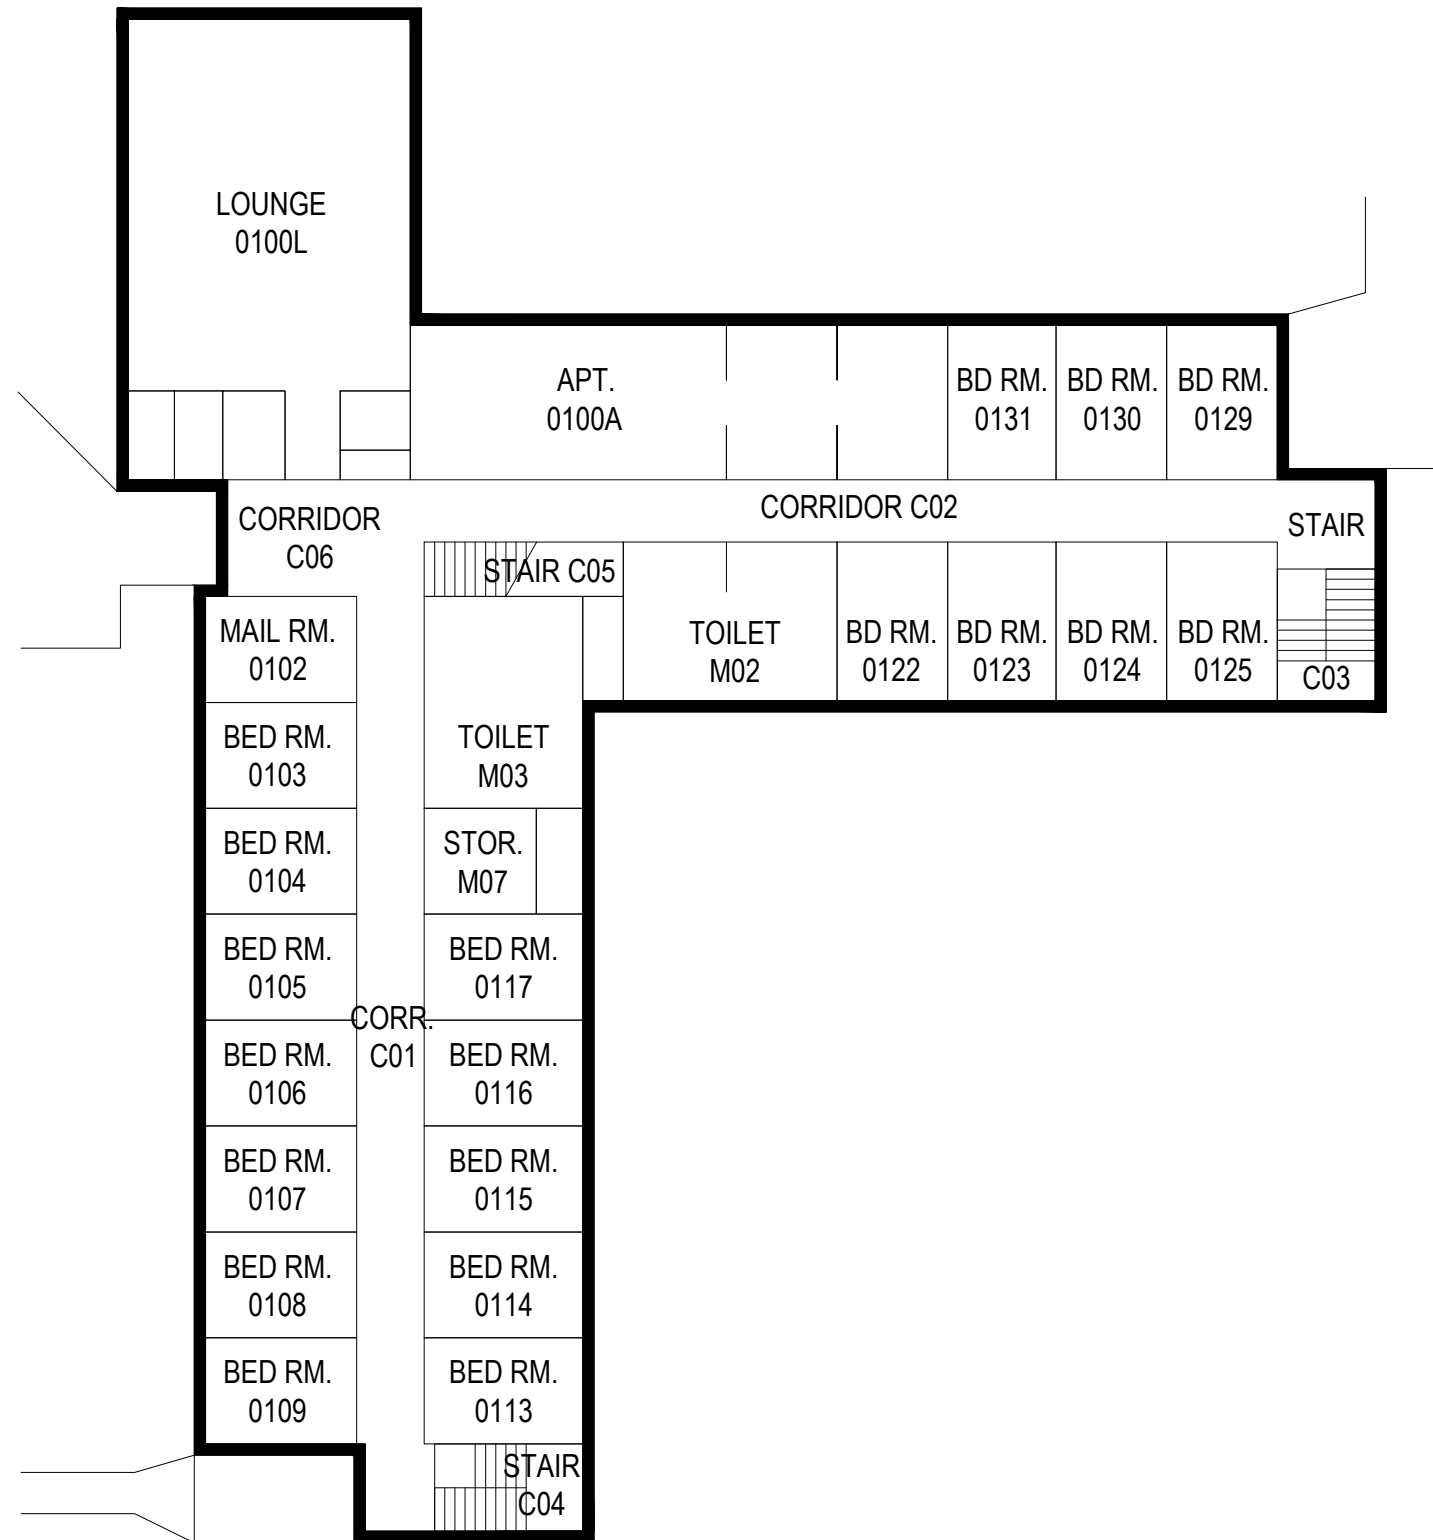 LOUNGE
0100L
APT.
0100A
BD RM.
0131
BD RM.
0130
BD RM.
0129
CORRIDOR C02
CORRIDOR
C06
STAIR
STAIR C05
MAIL RM.
0102
TOILET
M02
BD RM.
0122
BD RM.
0123
BD RM.
0124
BD RM.
0125
C03
BED RM.
0103
TOILET
M03
BED RM.
0104
STOR.
M07
BED RM.
0105
BED RM.
0117
CORR.
C01
BED RM.
0106
BED RM.
0116
BED RM.
0107
BED RM.
0115
BED RM.
0108
BED RM.
0114
BED RM.
0109
BED RM.
0113
STAIR
C04